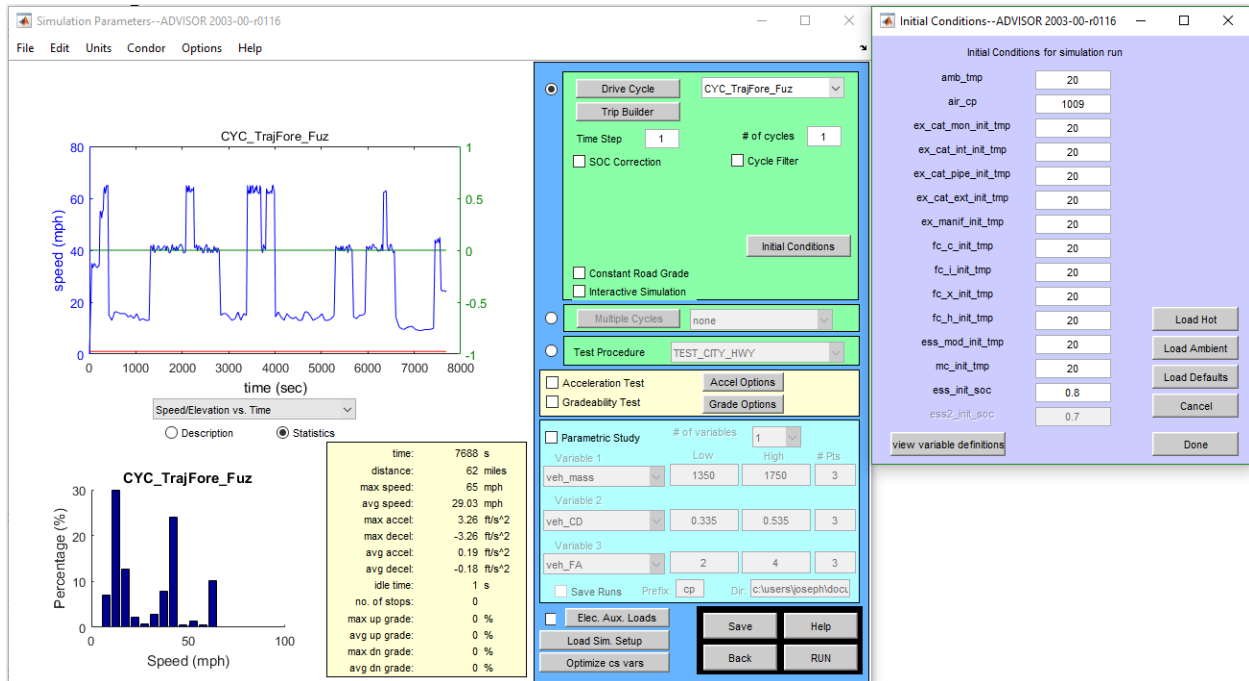 Simulation Parameters--ADVISOR 2003-00-r0116
File Edit Units Condor Options Help
CYC_TrajFore_Fuz
80
60
40
20
0
speed (mph)
1
0.5
0
-0.5
-1
0 1000 2000 3000 4000 5000 6000 7000 8000
time (sec)
Speed/Elevation vs. Time
Description Statistics
CYC_TrajFore_Fuz
30
20
10
0
Percentage (%)
0 50 100
Speed (mph)
time: 7688 s
distance: 62 miles
max speed: 65 mph
avg speed: 29.03 mph
max accel: 3.26 ft/s^2
max decel: -3.26 ft/s^2
avg accel: 0.19 ft/s^2
avg decel: -0.18 ft/s^2
idle time: 1 s
no. of stops: 0
max up grade: 0 %
avg up grade: 0 %
max dn grade: 0 %
avg dn grade: 0 %
Drive Cycle CYC_TrajFore_Fuz
Trip Builder
Time Step 1 # of cycles 1
SOC Correction Cycle Filter
Initial Conditions
Constant Road Grade
Interactive Simulation
Multiple Cycles none
Test Procedure TEST_CITY_HWY
Acceleration Test Accel Options
Gradeability Test Grade Options
Parametric Study # of variables 1
Variable 1 Low High # Pts
veh_mass 1350 1750 3
Variable 2
veh_CD 0.335 0.535 3
Variable 3
veh_FA 2 4 3
Save Runs Prefix: cp Dir: c:\users\joseph\docu
Elec. Aux. Loads Save Help
Load Sim. Setup
Optimize cs vars Back RUN
Initial Conditions--ADVISOR 2003-00-r0116
Initial Conditions for simulation run
amb_tmp 20
air_cp 1009
ex_cat_mon_init_tmp 20
ex_cat_int_init_tmp 20
ex_cat_pipe_init_tmp 20
ex_cat_ext_init_tmp 20
ex_manif_init_tmp 20
fc_c_init_tmp 20
fc_i_init_tmp 20
fc_x_init_tmp 20
fc_h_init_tmp 20 Load Hot
ess_mod_init_tmp 20 Load Ambient
mc_init_tmp 20 Load Defaults
ess_init_soc 0.8 Cancel
ess2_init_soc 0.7
view variable definitions Done